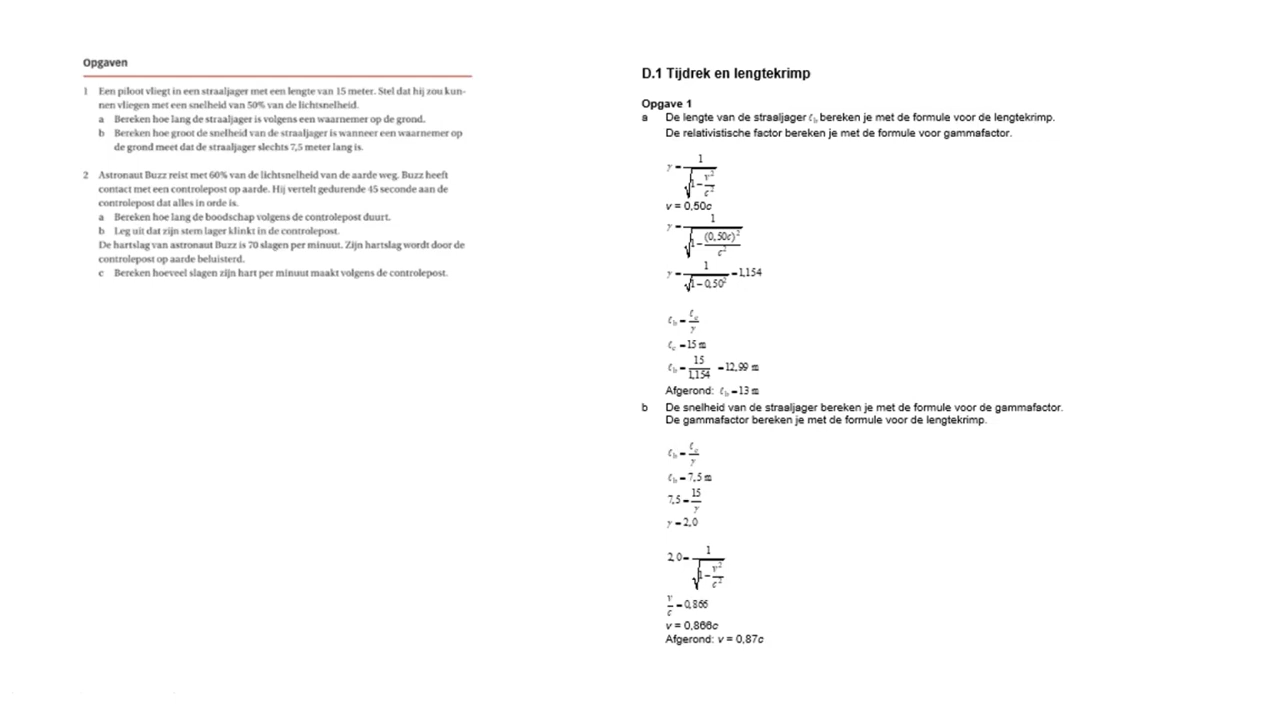 Opgaven
1 Een piloot vliegt in een straaljager met een lengte van 15 meter. Stel dat hij zou kun-
nen vliegen met een snelheid van 50% van de lichtsnelheid.
a Bereken hoe lang de straaljager is volgens een waarnemer op de grond.
b Bereken hoe groot de snelheid van de straaljager is wanneer een waarnemer op
de grond meet dat de straaljager slechts 7,5 meter lang is.
2 Astronaut Buzz reist met 60% van de lichtsnelheid van de aarde weg. Buzz heeft
contact met een controlepost op aarde. Hij vertelt gedurende 45 seconde aan de
controlepost dat alles in orde is.
a Bereken hoe lang de boodschap volgens de controlepost duurt.
b Leg uit dat zijn stem lager klinkt in de controlepost.
De hartslag van astronaut Buzz is 70 slagen per minuut. Zijn hartslag wordt door de
controlepost op aarde beluisterd.
c Bereken hoeveel slagen zijn hart per minuut maakt volgens de controlepost.
D.1 Tijdrek en lengtekrimp
Opgave 1
a De lengte van de straaljager ℓb bereken je met de formule voor de lengtekrimp.
De relativistische factor bereken je met de formule voor gammafactor.
γ = 1/√(1 − v²/c²)
v = 0,50c
γ = 1/√(1 − (0,50c)²/c²)
γ = 1/√(1 − 0,50²) = 1,154
ℓb = ℓe/γ
ℓe = 15 m
ℓb = 15/1,154 = 12,99 m
Afgerond: ℓb = 13 m
b De snelheid van de straaljager bereken je met de formule voor de gammafactor.
De gammafactor bereken je met de formule voor de lengtekrimp.
ℓb = ℓe/γ
ℓb = 7,5 m
7,5 = 15/γ
γ = 2,0
2,0 = 1/√(1 − v²/c²)
v/c = 0,866
v = 0,866c
Afgerond: v = 0,87c